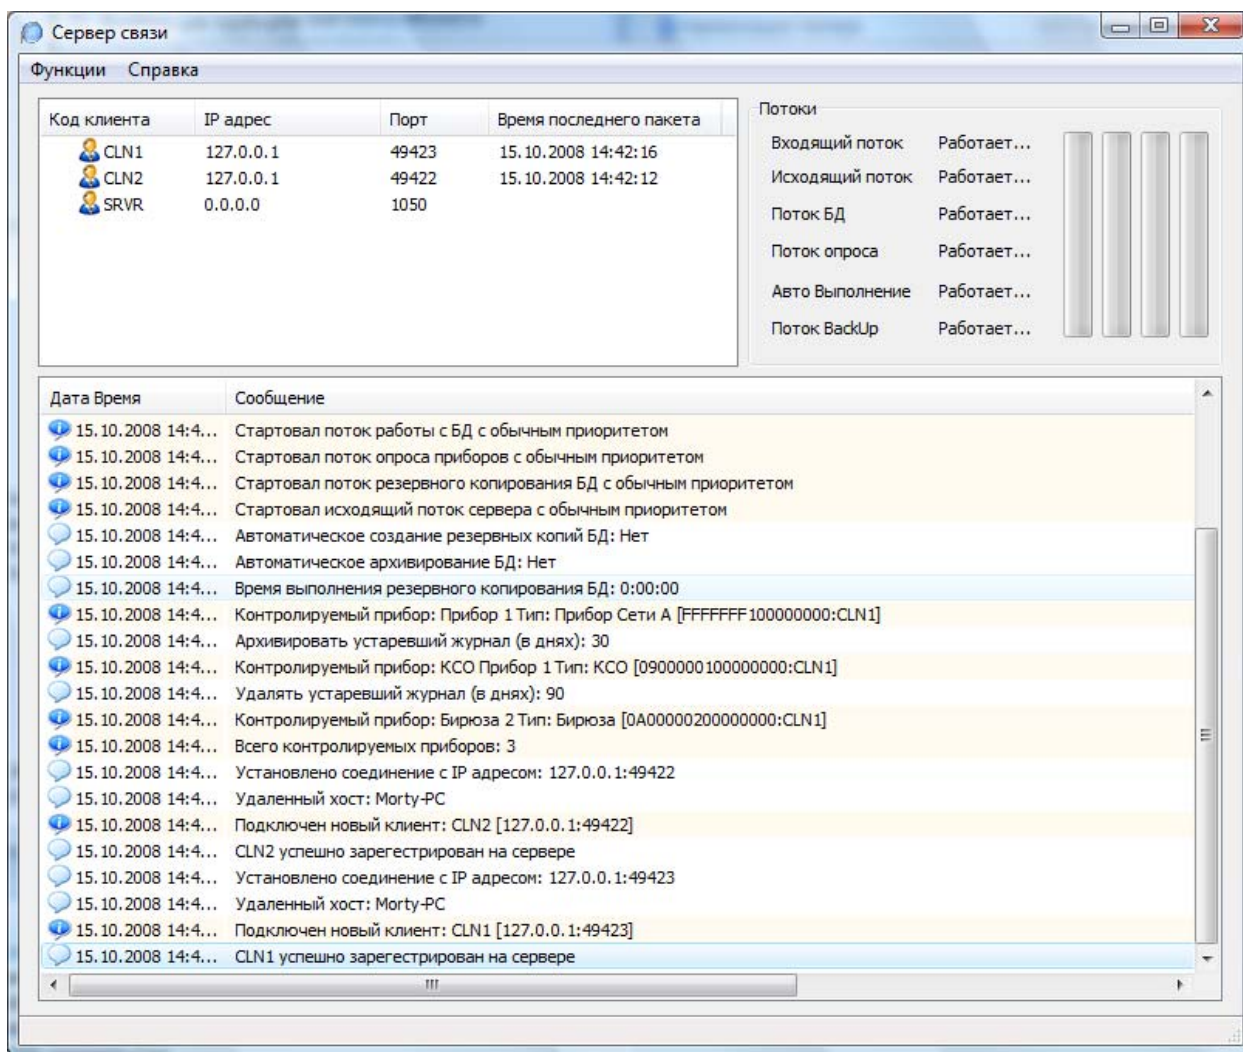 Сервер связи
Функции Справка
Код клиента IP адрес Порт Время последнего пакета
CLN1 127.0.0.1 49423 15.10.2008 14:42:16
CLN2 127.0.0.1 49422 15.10.2008 14:42:12
SRVR 0.0.0.0 1050
Потоки
Входящий поток Работает...
Исходящий поток Работает...
Поток БД Работает...
Поток опроса Работает...
Авто Выполнение Работает...
Поток BackUp Работает...
Дата Время Сообщение
15.10.2008 14:4... Стартовал поток работы с БД с обычным приоритетом
15.10.2008 14:4... Стартовал поток опроса приборов с обычным приоритетом
15.10.2008 14:4... Стартовал поток резервного копирования БД с обычным приоритетом
15.10.2008 14:4... Стартовал исходящий поток сервера с обычным приоритетом
15.10.2008 14:4... Автоматическое создание резервных копий БД: Нет
15.10.2008 14:4... Автоматическое архивирование БД: Нет
15.10.2008 14:4... Время выполнения резервного копирования БД: 0:00:00
15.10.2008 14:4... Контролируемый прибор: Прибор 1 Тип: Прибор Сети А [FFFFFFF100000000:CLN1]
15.10.2008 14:4... Архивировать устаревший журнал (в днях): 30
15.10.2008 14:4... Контролируемый прибор: КСО Прибор 1 Тип: КСО [0900000100000000:CLN1]
15.10.2008 14:4... Удалять устаревший журнал (в днях): 90
15.10.2008 14:4... Контролируемый прибор: Бирюза 2 Тип: Бирюза [0A00000200000000:CLN1]
15.10.2008 14:4... Всего контролируемых приборов: 3
15.10.2008 14:4... Установлено соединение с IP адресом: 127.0.0.1:49422
15.10.2008 14:4... Удаленный хост: Morty-PC
15.10.2008 14:4... Подключен новый клиент: CLN2 [127.0.0.1:49422]
15.10.2008 14:4... CLN2 успешно зарегестрирован на сервере
15.10.2008 14:4... Установлено соединение с IP адресом: 127.0.0.1:49423
15.10.2008 14:4... Удаленный хост: Morty-PC
15.10.2008 14:4... Подключен новый клиент: CLN1 [127.0.0.1:49423]
15.10.2008 14:4... CLN1 успешно зарегестрирован на сервере